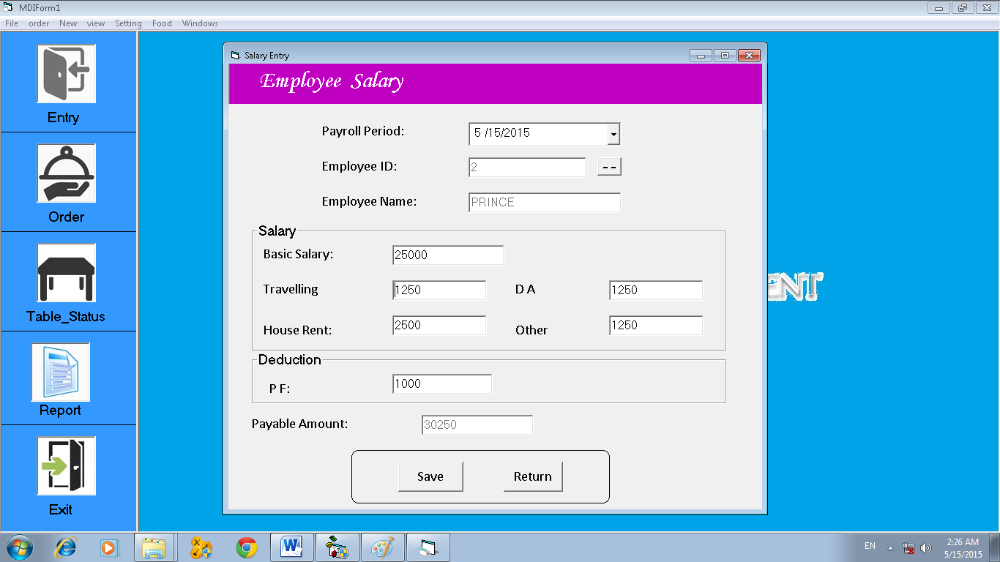 MDIForm1
File order New view Setting Food Windows
Entry
Order
Table_Status
Report
Exit
Salary Entry
Employee Salary
Payroll Period: 5 /15/2015
Employee ID: 2 --
Employee Name: PRINCE
Salary
Basic Salary: 25000
Travelling 1250 D A 1250
House Rent: 2500 Other 1250
Deduction
P F: 1000
Payable Amount: 30250
Save Return
ENT
EN 2:26 AM
5/15/2015